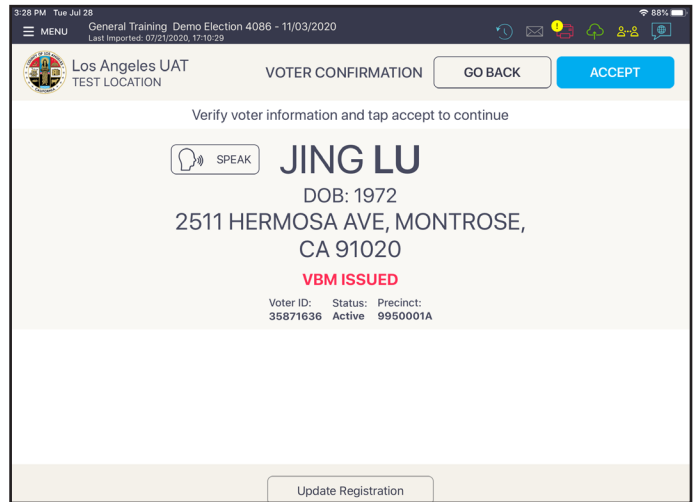 3:28 PM Tue Jul 28
88%
MENU
General Training Demo Election 4086 - 11/03/2020
Last Imported: 07/21/2020, 17:10:29
Los Angeles UAT
TEST LOCATION
VOTER CONFIRMATION
GO BACK
ACCEPT
Verify voter information and tap accept to continue
SPEAK
JING LU
DOB: 1972
2511 HERMOSA AVE, MONTROSE,
CA 91020
VBM ISSUED
Voter ID: Status: Precinct:
35871636 Active 9950001A
Update Registration